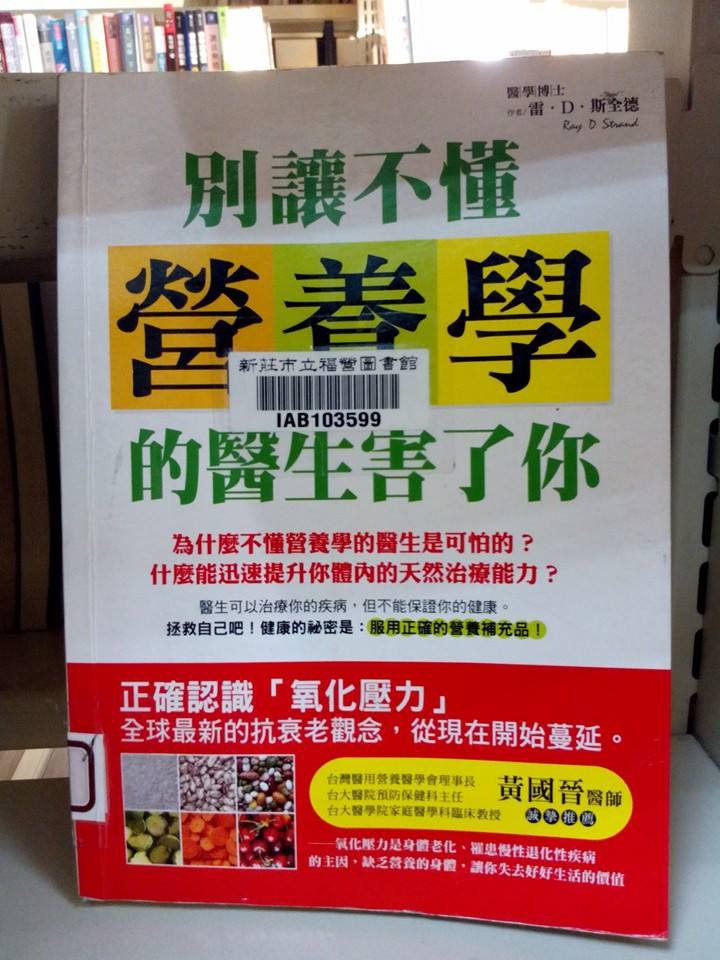 醫學博士
作者/雷·D·斯全德
Ray D Strand
別讓不懂
營養學
新莊市立福營圖書館
IAB103599
的醫生害了你
為什麼不懂營養學的醫生是可怕的？
什麼能迅速提升你體內的天然治療能力？
醫生可以治療你的疾病，但不能保證你的健康。
拯救自己吧！健康的祕密是：服用正確的營養補充品！
正確認識「氧化壓力」
全球最新的抗衰老觀念，從現在開始蔓延。
台灣醫用營養醫學會理事長
台大醫院預防保健科主任
台大醫學院家庭醫學科臨床教授
黃國晉醫師
誠摯推薦
——氧化壓力是身體老化、罹患慢性退化性疾病
的主因，缺乏營養的身體，讓你失去好好生活的價值